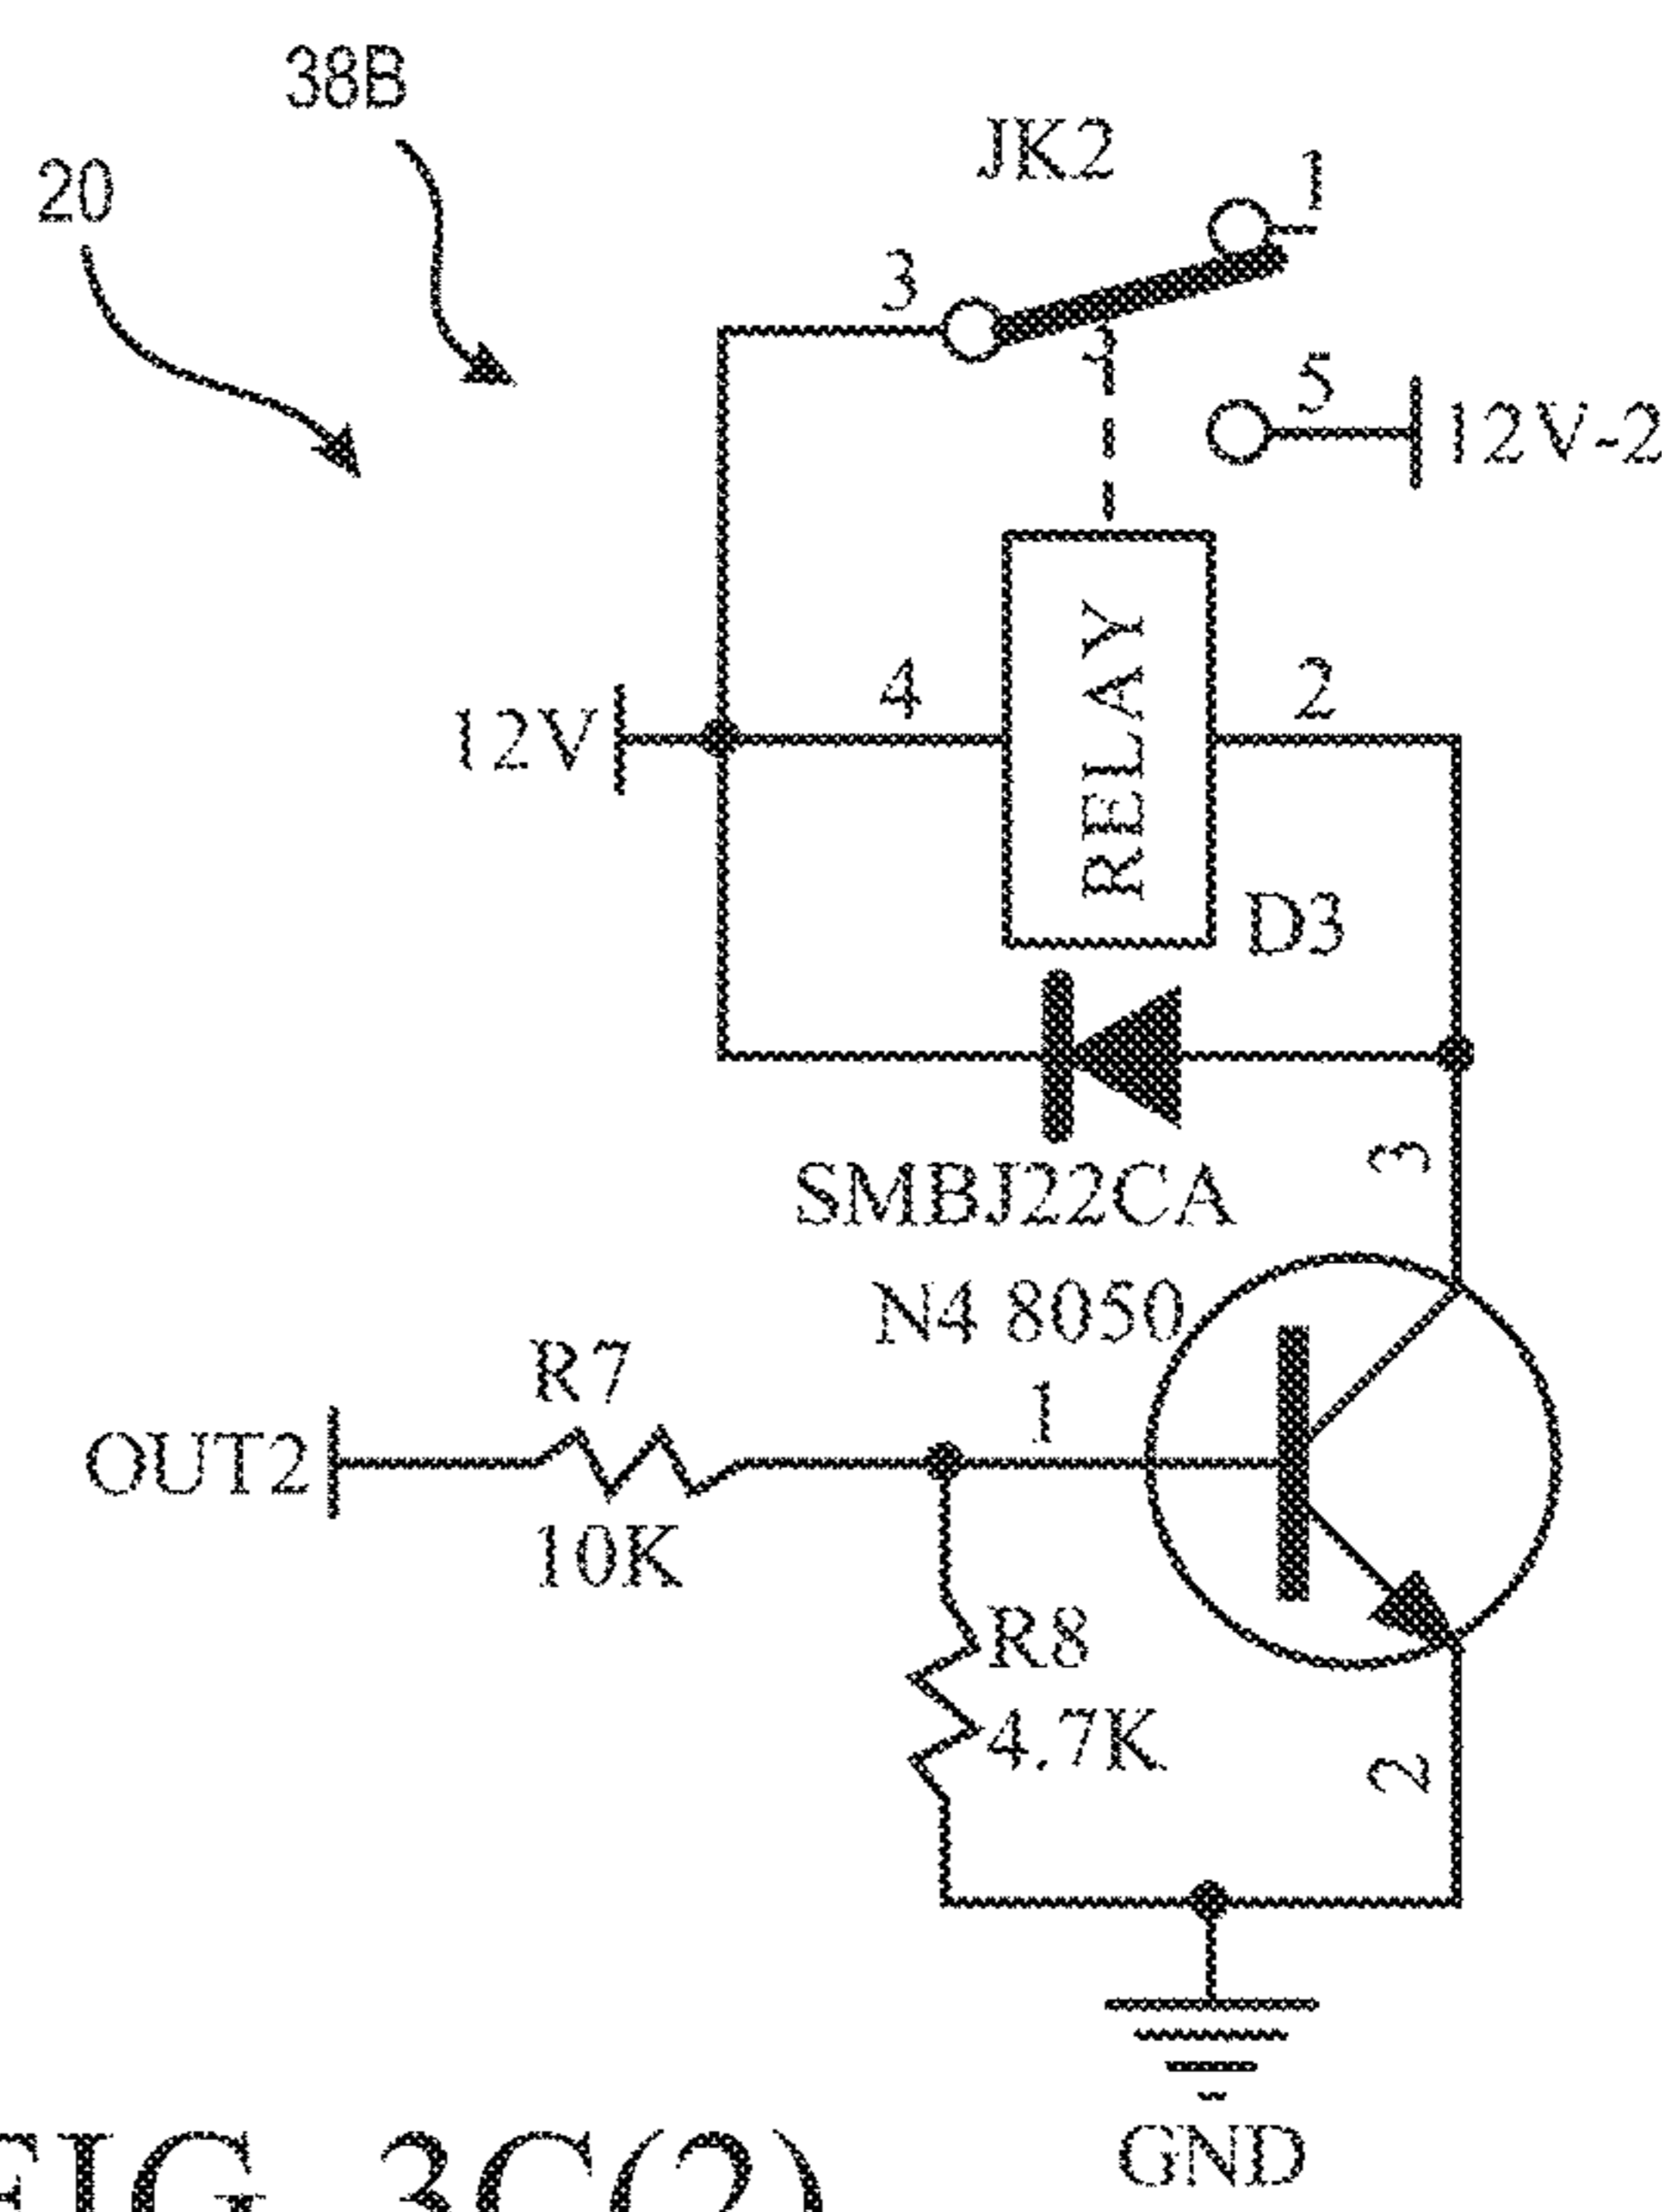 38B
20
JK2
1
3
5
12V-2
4
2
12V
RELAY
D3
SMBJ22CA
3
N4 8050
R7
1
OUT2
10K
R8
4.7K
2
GND
FIG. 3C(2)